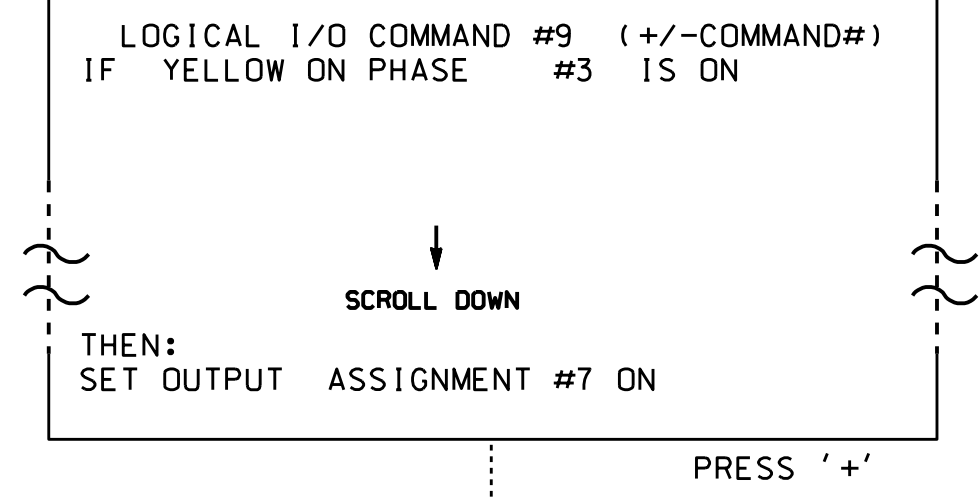 LOGICAL I/O COMMAND #9 (+/-COMMAND#)
IF YELLOW ON PHASE #3 IS ON
SCROLL DOWN
THEN:
SET OUTPUT ASSIGNMENT #7 ON
PRESS '+'